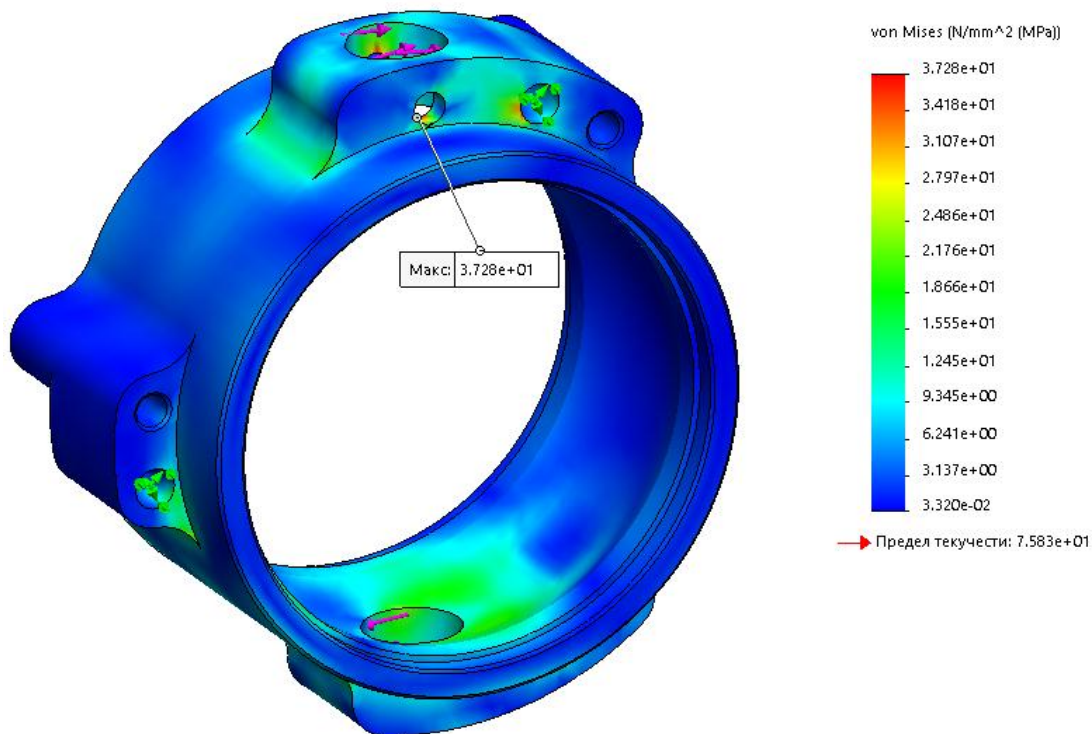 von Mises (N/mm^2 (MPa))
3.728e+01
3.418e+01
3.107e+01
2.797e+01
2.486e+01
2.176e+01
1.866e+01
1.555e+01
1.245e+01
9.345e+00
6.241e+00
3.137e+00
3.320e-02
Предел текучести: 7.583e+01
Макс: 3.728e+01